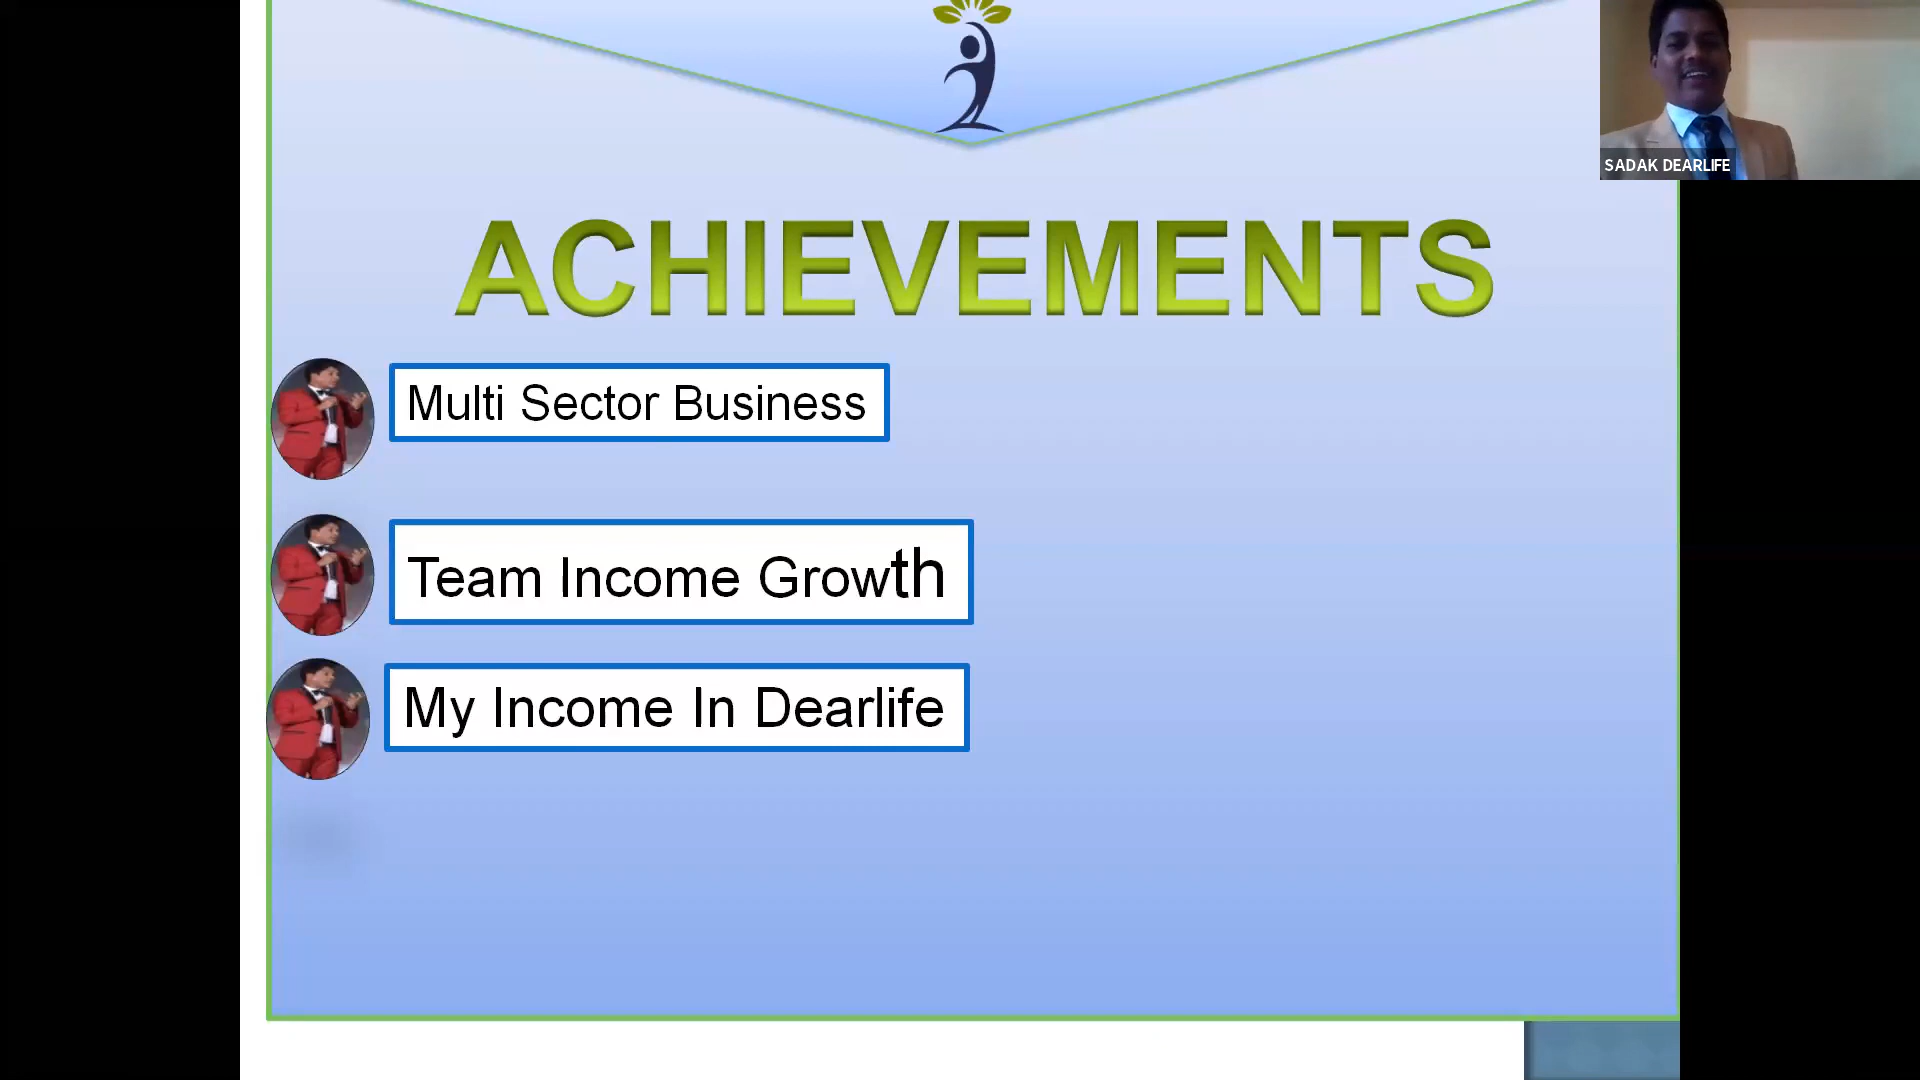 SADAK DEARLIFE
ACHIEVEMENTS
Multi Sector Business
Team Income Growth
My Income In Dearlife